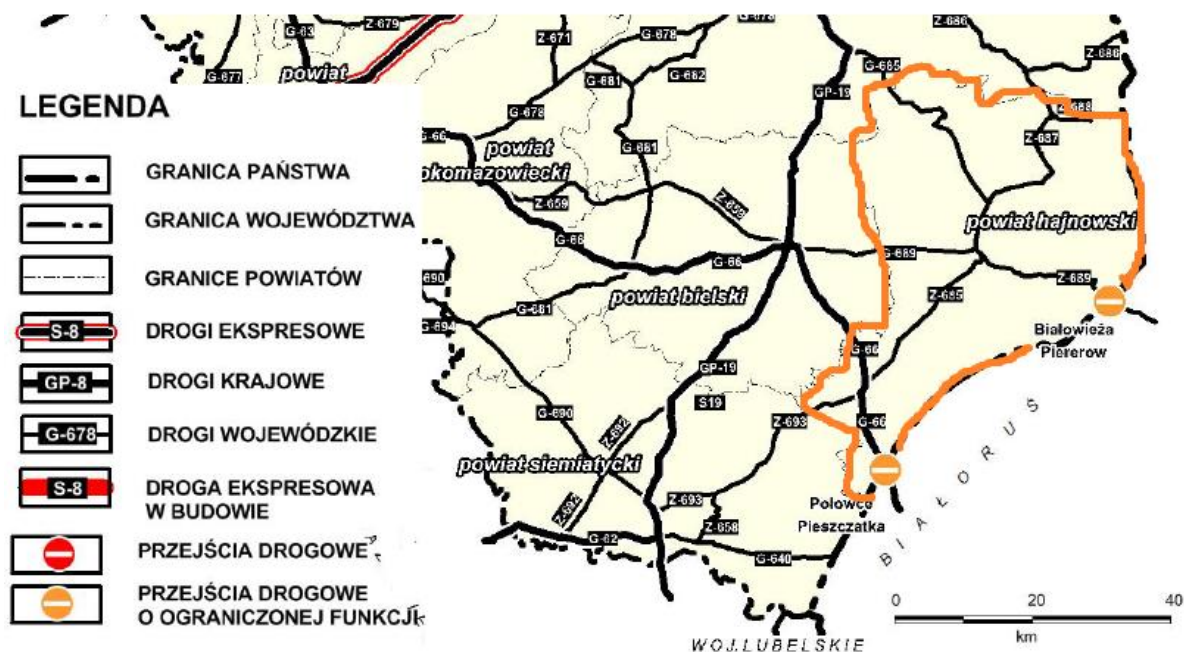 Z-679
G-63
G-677
powiat
Z-671
G-678
G-678
G-681
G-682
G-678
G-66
powiat
okomazowiecki
G-681
Z-659
Z-659
G-66
G-66
690
G-681
G-694
powiat bielski
GP-19
G-685
Z-686
Z-686
Z-688
Z-687
powiat hajnowski
G-689
Z-689
Z-685
Białowieża
Piererow
G-66
GP-19
S19
G-690
Z-692
Z-693
G-66
powiat siemiatycki
Z-692
Z-693
Z-658
G-62
G-640
Połowce
Pieszczatka
BIAŁORUŚ
WOJ.LUBELSKIE
0 20 40
km
LEGENDA
GRANICA PAŃSTWA
GRANICA WOJEWÓDZTWA
GRANICE POWIATÓW
S-8 DROGI EKSPRESOWE
GP-8 DROGI KRAJOWE
G-678 DROGI WOJEWÓDZKIE
S-8 DROGA EKSPRESOWA
W BUDOWIE
PRZEJŚCIA DROGOWE
PRZEJŚCIA DROGOWE
O OGRANICZONEJ FUNKCJI